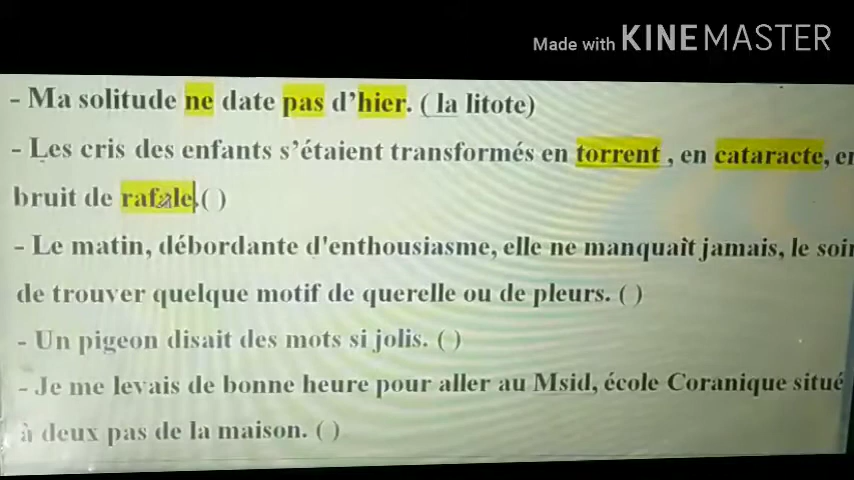 Made with KINEMASTER
- Ma solitude ne date pas d'hier. ( la litote)
- Les cris des enfants s'étaient transformés en torrent , en cataracte, en
bruit de rafale.( )
- Le matin, débordante d'enthousiasme, elle ne manquait jamais, le soir
de trouver quelque motif de querelle ou de pleurs. ( )
- Un pigeon disait des mots si jolis. ( )
- Je me levais de bonne heure pour aller au Msid, école Coranique situé
à deux pas de la maison. ( )